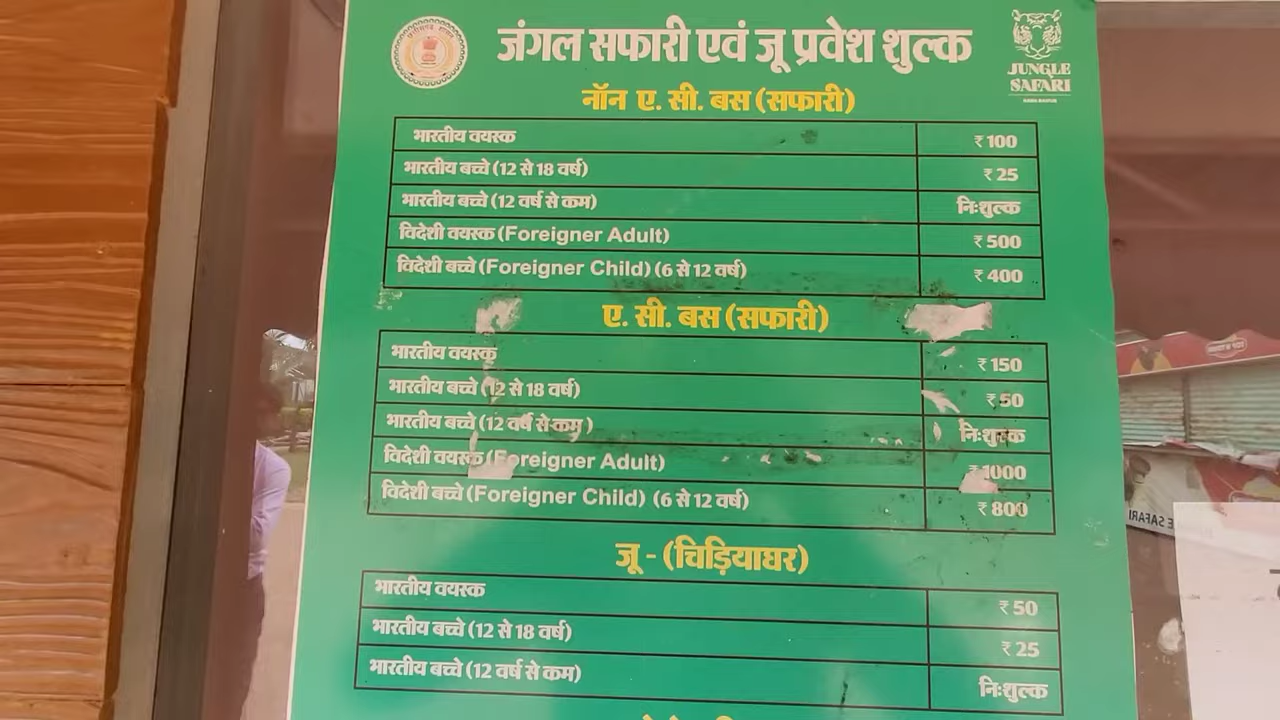 जंगल सफारी एवं जू प्रवेश शुल्क
JUNGLE
SAFARI
नॉन ए. सी. बस (सफारी)
भारतीय वयस्क ₹ 100
भारतीय बच्चे (12 से 18 वर्ष) ₹ 25
भारतीय बच्चे (12 वर्ष से कम) निःशुल्क
विदेशी वयस्क (Foreigner Adult) ₹ 500
विदेशी बच्चे (Foreigner Child) (6 से 12 वर्ष) ₹ 400
ए. सी. बस (सफारी)
भारतीय वयस्क ₹ 150
भारतीय बच्चे (12 से 18 वर्ष) ₹ 50
भारतीय बच्चे (12 वर्ष से कम) निःशुल्क
विदेशी वयस्क (Foreigner Adult) ₹ 1000
विदेशी बच्चे (Foreigner Child) (6 से 12 वर्ष) ₹ 800
जू - (चिड़ियाघर)
भारतीय वयस्क ₹ 50
भारतीय बच्चे (12 से 18 वर्ष) ₹ 25
भारतीय बच्चे (12 वर्ष से कम) निःशुल्क